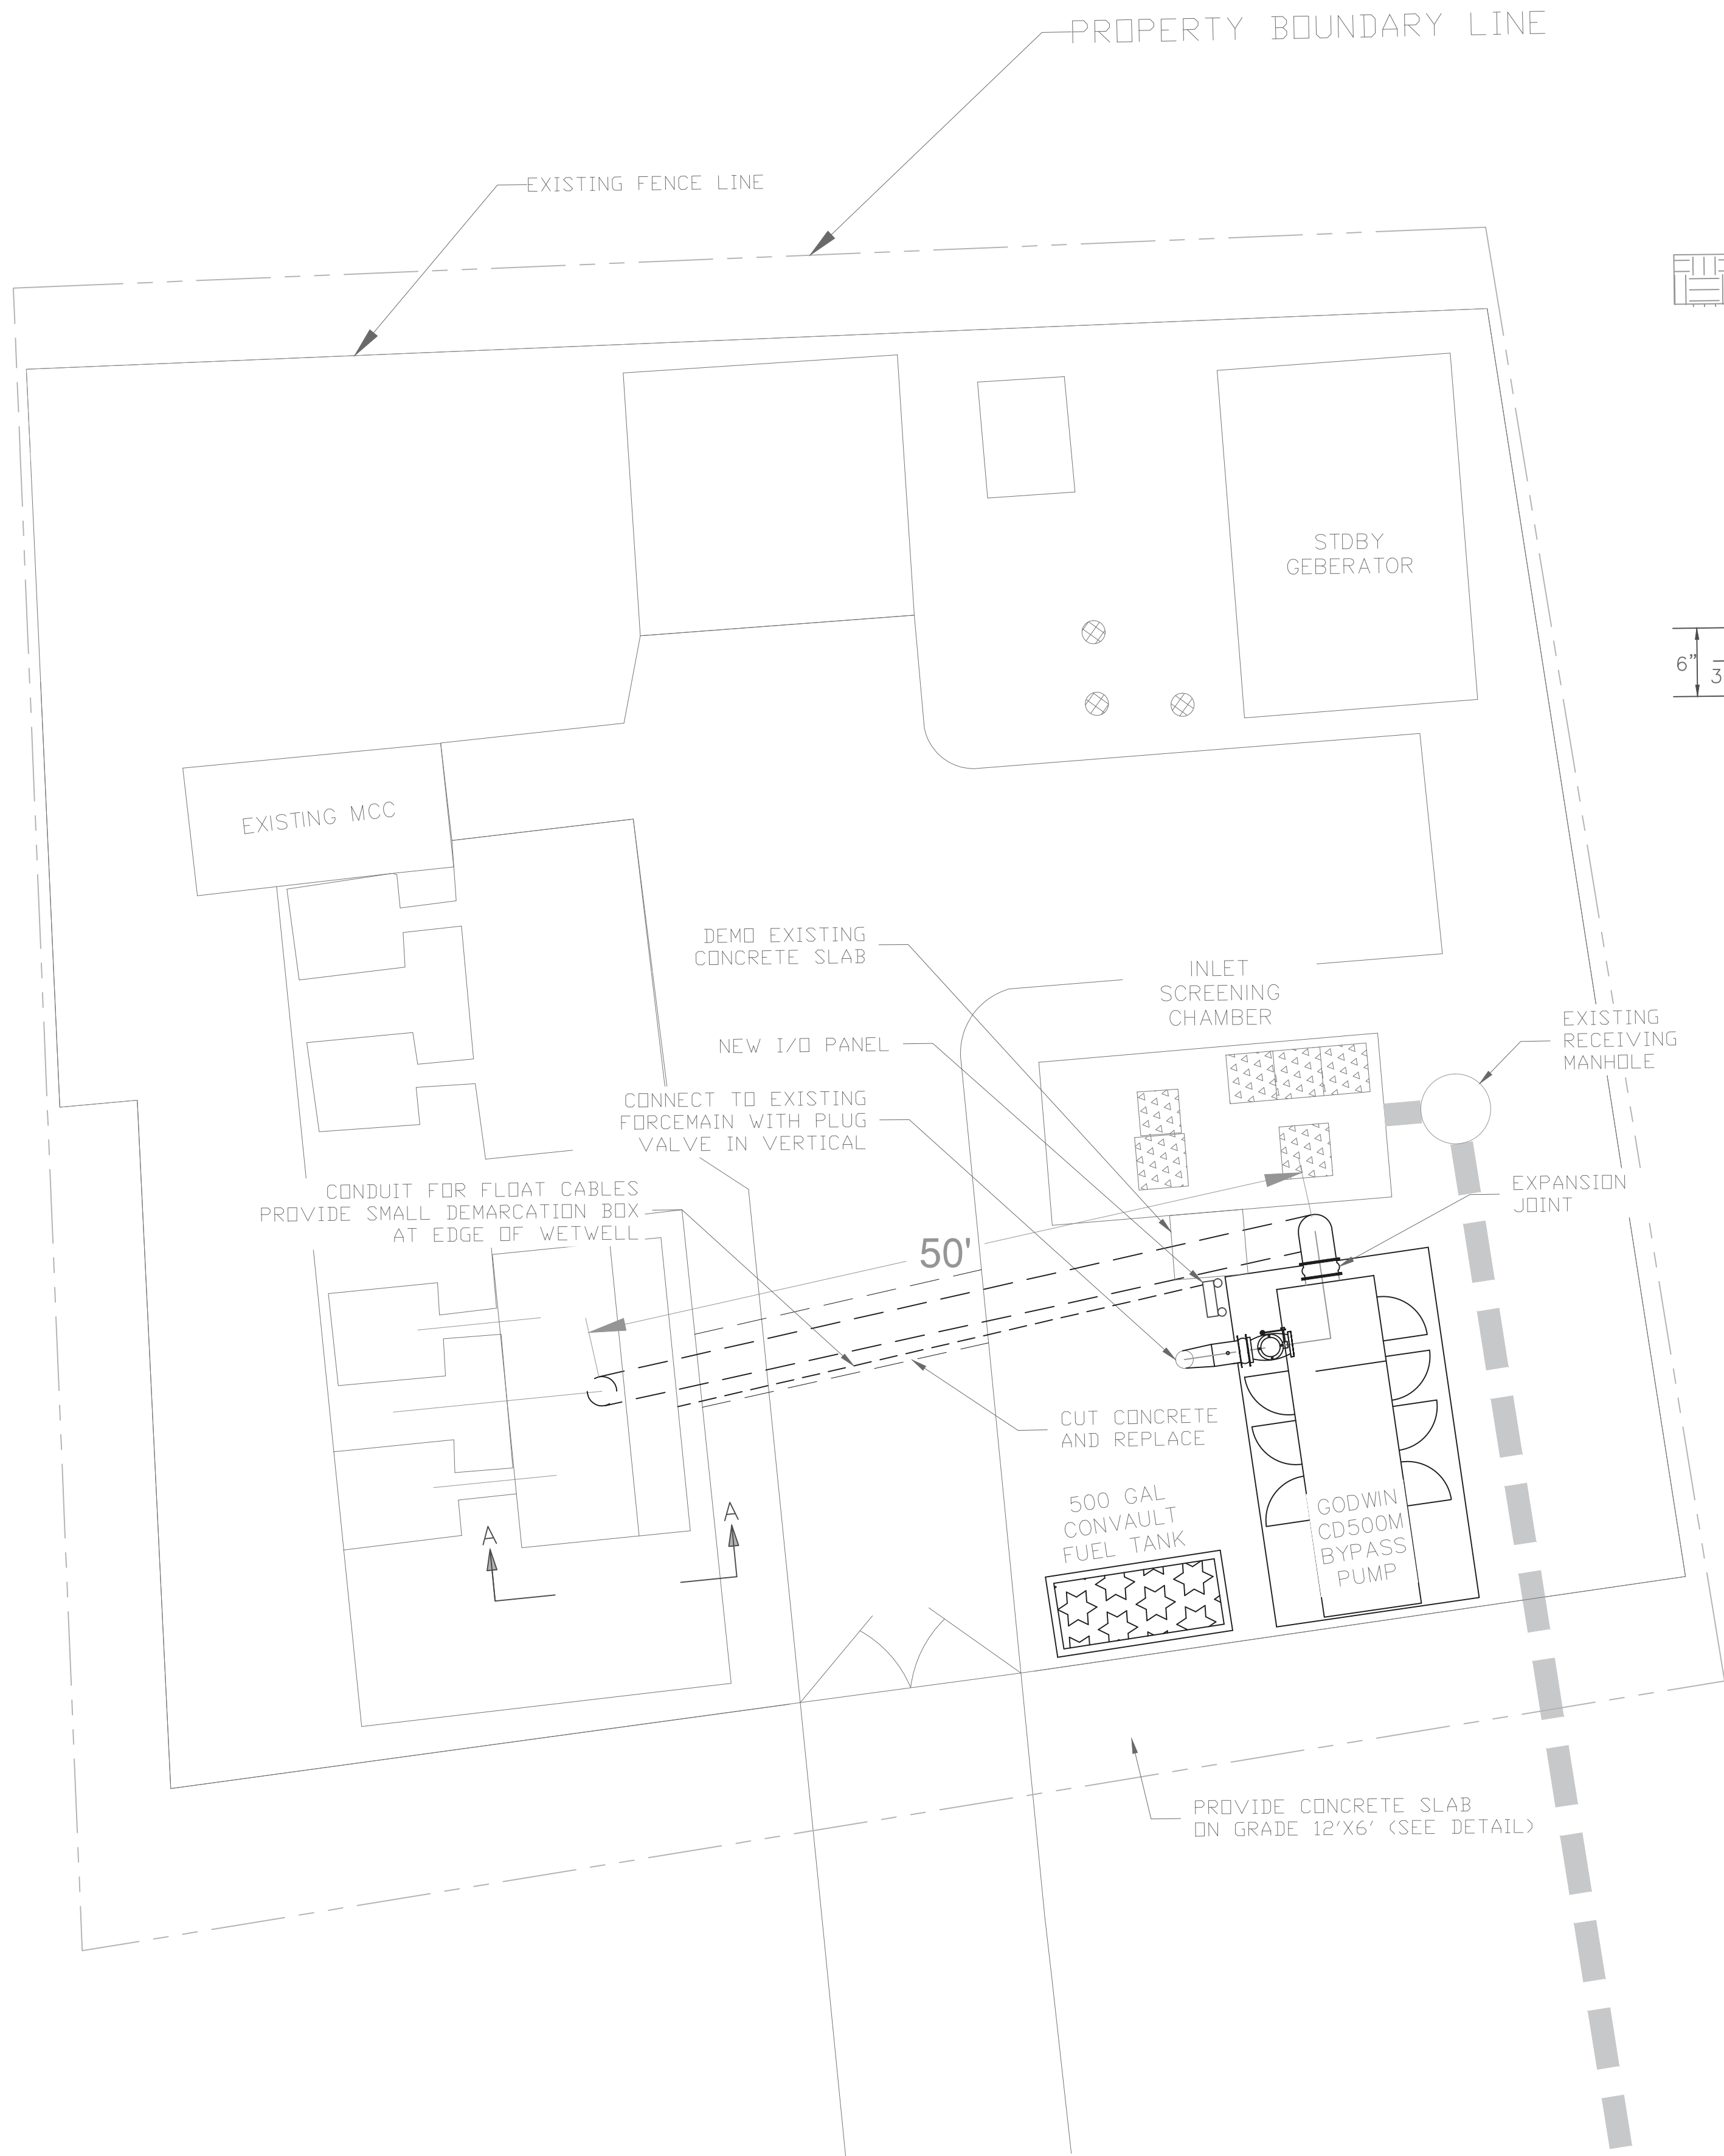 PROPERTY BOUNDARY LINE
EXISTING FENCE LINE
STDBY
GEBERATOR
6"
3
EXISTING MCC
DEMO EXISTING
CONCRETE SLAB
INLET
SCREENING
CHAMBER
NEW I/O PANEL
EXISTING
RECEIVING
MANHOLE
CONNECT TO EXISTING
FORCEMAIN WITH PLUG
VALVE IN VERTICAL
CONDUIT FOR FLOAT CABLES
PROVIDE SMALL DEMARCATION BOX
AT EDGE OF WETWELL
EXPANSION
JOINT
50'
CUT CONCRETE
AND REPLACE
500 GAL
CONVAULT
FUEL TANK
GODWIN
CD500M
BYPASS
PUMP
A
A
PROVIDE CONCRETE SLAB
ON GRADE 12'X6' (SEE DETAIL)